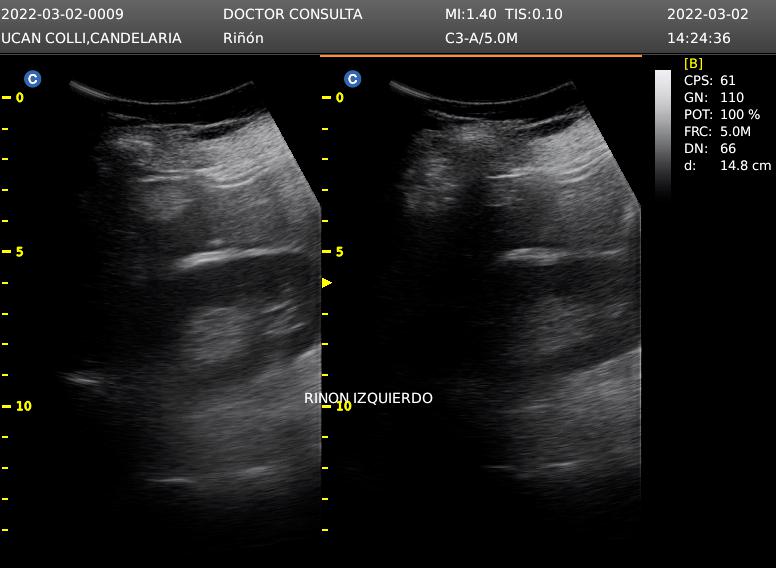 2022-03-02-0009 DOCTOR CONSULTA MI:1.40 TIS:0.10 2022-03-02
UCAN COLLI,CANDELARIA Riñón C3-A/5.0M 14:24:36
C C [B]
0 0 CPS: 61
GN: 110
POT: 100 %
FRC: 5.0M
DN: 66
d: 14.8 cm
5 5
RINON IZQUIERDO
10 10